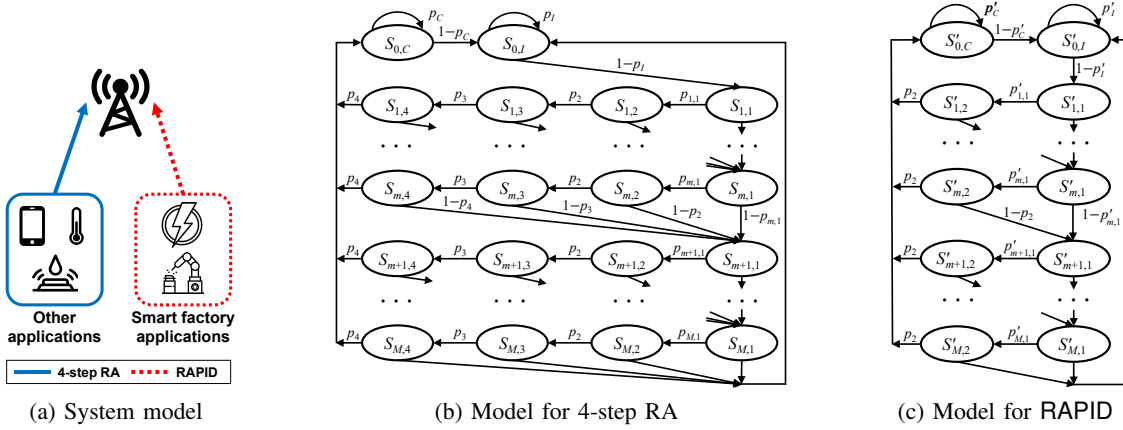 Other applications
Smart factory applications
4-step RA
RAPID
(a) System model
p_C
p_I
S_{0,C}
1−p_C
S_{0,I}
1−p_I
p_4 S_{1,4} p_3 S_{1,3} p_2 S_{1,2} p_{1,1} S_{1,1}
· · · · · · · · · · · ·
p_4 S_{m,4} p_3 S_{m,3} p_2 S_{m,2} p_{m,1} S_{m,1}
1−p_4 1−p_3 1−p_2 1−p_{m,1}
p_4 S_{m+1,4} p_3 S_{m+1,3} p_2 S_{m+1,2} p_{m+1,1} S_{m+1,1}
· · · · · · · · · · · ·
p_4 S_{M,4} p_3 S_{M,3} p_2 S_{M,2} p_{M,1} S_{M,1}
(b) Model for 4-step RA
p′_C
p′_I
S′_{0,C} 1−p′_C S′_{0,I}
1−p′_I
p_2 S′_{1,2} p′_{1,1} S′_{1,1}
· · · · · ·
p_2 S′_{m,2} p′_{m,1} S′_{m,1}
1−p_2 1−p′_{m,1}
p_2 S′_{m+1,2} p′_{m+1,1} S′_{m+1,1}
· · · · · ·
p_2 S′_{M,2} p′_{M,1} S′_{M,1}
(c) Model for RAPID